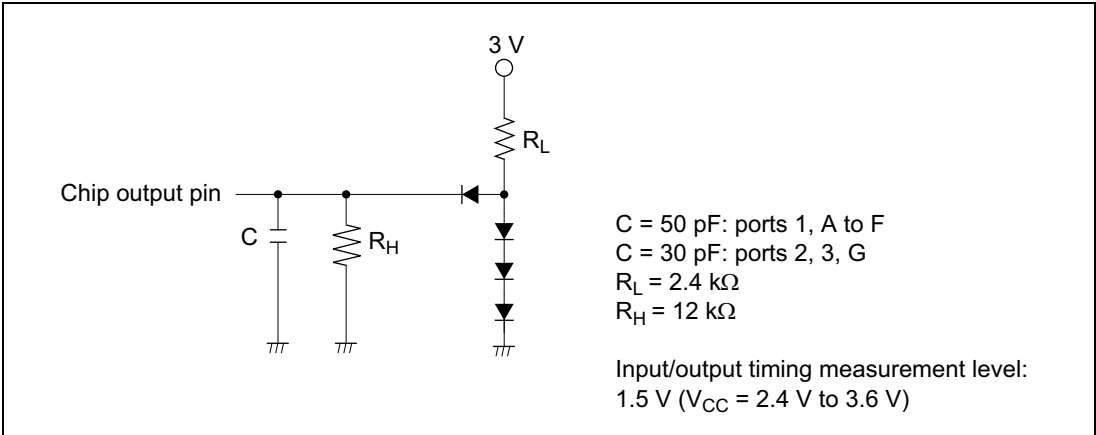 3 V
R_L
Chip output pin
C
R_H
C = 50 pF: ports 1, A to F
C = 30 pF: ports 2, 3, G
R_L = 2.4 kΩ
R_H = 12 kΩ
Input/output timing measurement level:
1.5 V (V_CC = 2.4 V to 3.6 V)